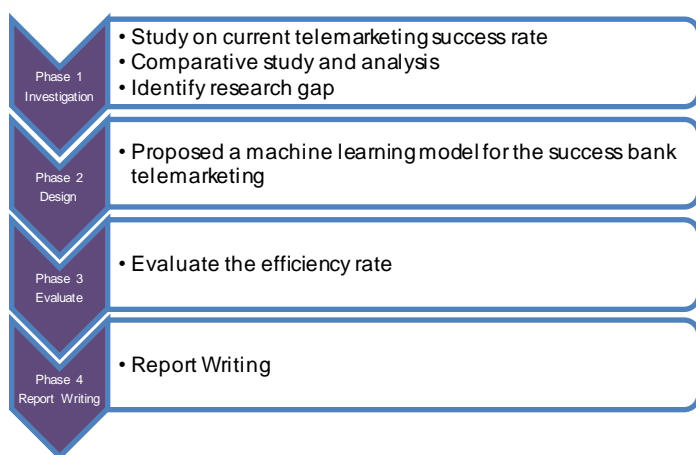 Phase 1
Investigation
• Study on current telemarketing success rate
• Comparative study and analysis
• Identify research gap
Phase 2
Design
• Proposed a machine learning model for the success bank
telemarketing
Phase 3
Evaluate
• Evaluate the efficiency rate
Phase 4
Report Writing
• Report Writing